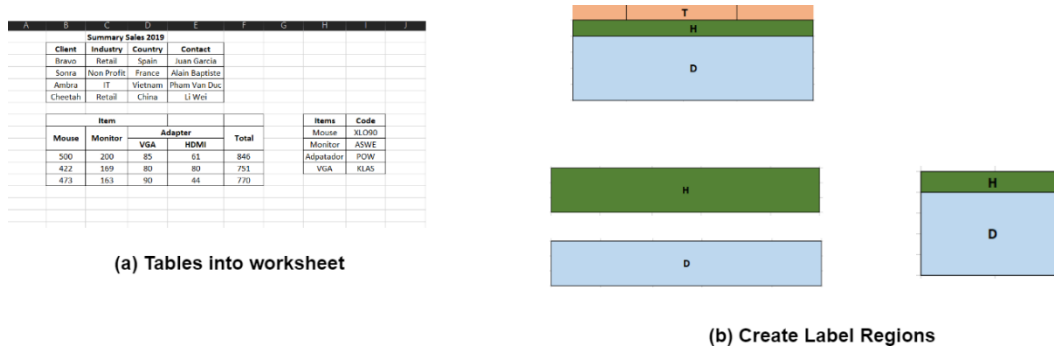 A B C D E F G H I J
Summary Sales 2019
Client Industry Country Contact
Bravo Retail Spain Juan Garcia
Sonra Non Profit France Alain Baptiste
Ambra IT Vietnam Pham Van Duc
Cheetah Retail China Li Wei
Item
Mouse Monitor Adapter Total
VGA HDMI
500 200 85 61 846
422 169 80 80 751
473 163 90 44 770
Items Code
Mouse XLO90
Monitor ASWE
Adpatador POW
VGA KLAS
(a) Tables into worksheet
T
H
D
H
D
H
D
(b) Create Label Regions